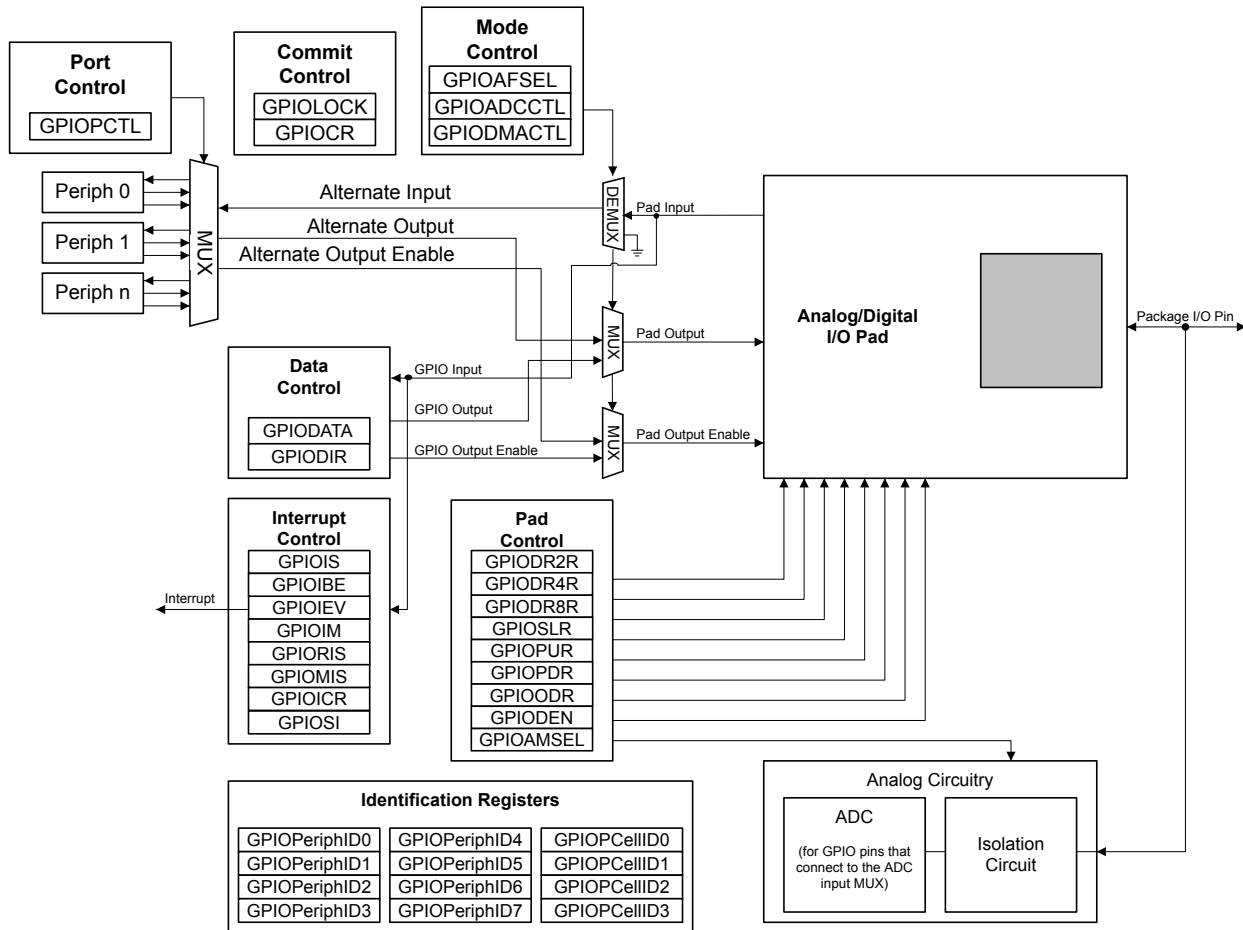 Port
Control
GPIOPCTL
Commit
Control
GPIOLOCK
GPIOCR
Mode
Control
GPIOAFSEL
GPIOADCCTL
GPIODMACTL
Periph 0
Periph 1
Periph n
MUX
Alternate Input
Alternate Output
Alternate Output Enable
DEMUX
Pad Input
MUX
Pad Output
MUX
Pad Output Enable
Analog/Digital
I/O Pad
Package I/O Pin
Data
Control
GPIODATA
GPIODIR
GPIO Input
GPIO Output
GPIO Output Enable
Interrupt
Control
GPIOIS
GPIOIBE
GPIOIEV
GPIOIM
GPIORIS
GPIOMIS
GPIOICR
GPIOSI
Interrupt
Pad
Control
GPIODR2R
GPIODR4R
GPIODR8R
GPIOSLR
GPIOPUR
GPIOPDR
GPIOODR
GPIODEN
GPIOAMSEL
Analog Circuitry
ADC
(for GPIO pins that
connect to the ADC
input MUX)
Isolation
Circuit
Identification Registers
GPIOPeriphID0
GPIOPeriphID1
GPIOPeriphID2
GPIOPeriphID3
GPIOPeriphID4
GPIOPeriphID5
GPIOPeriphID6
GPIOPeriphID7
GPIOPCellID0
GPIOPCellID1
GPIOPCellID2
GPIOPCellID3